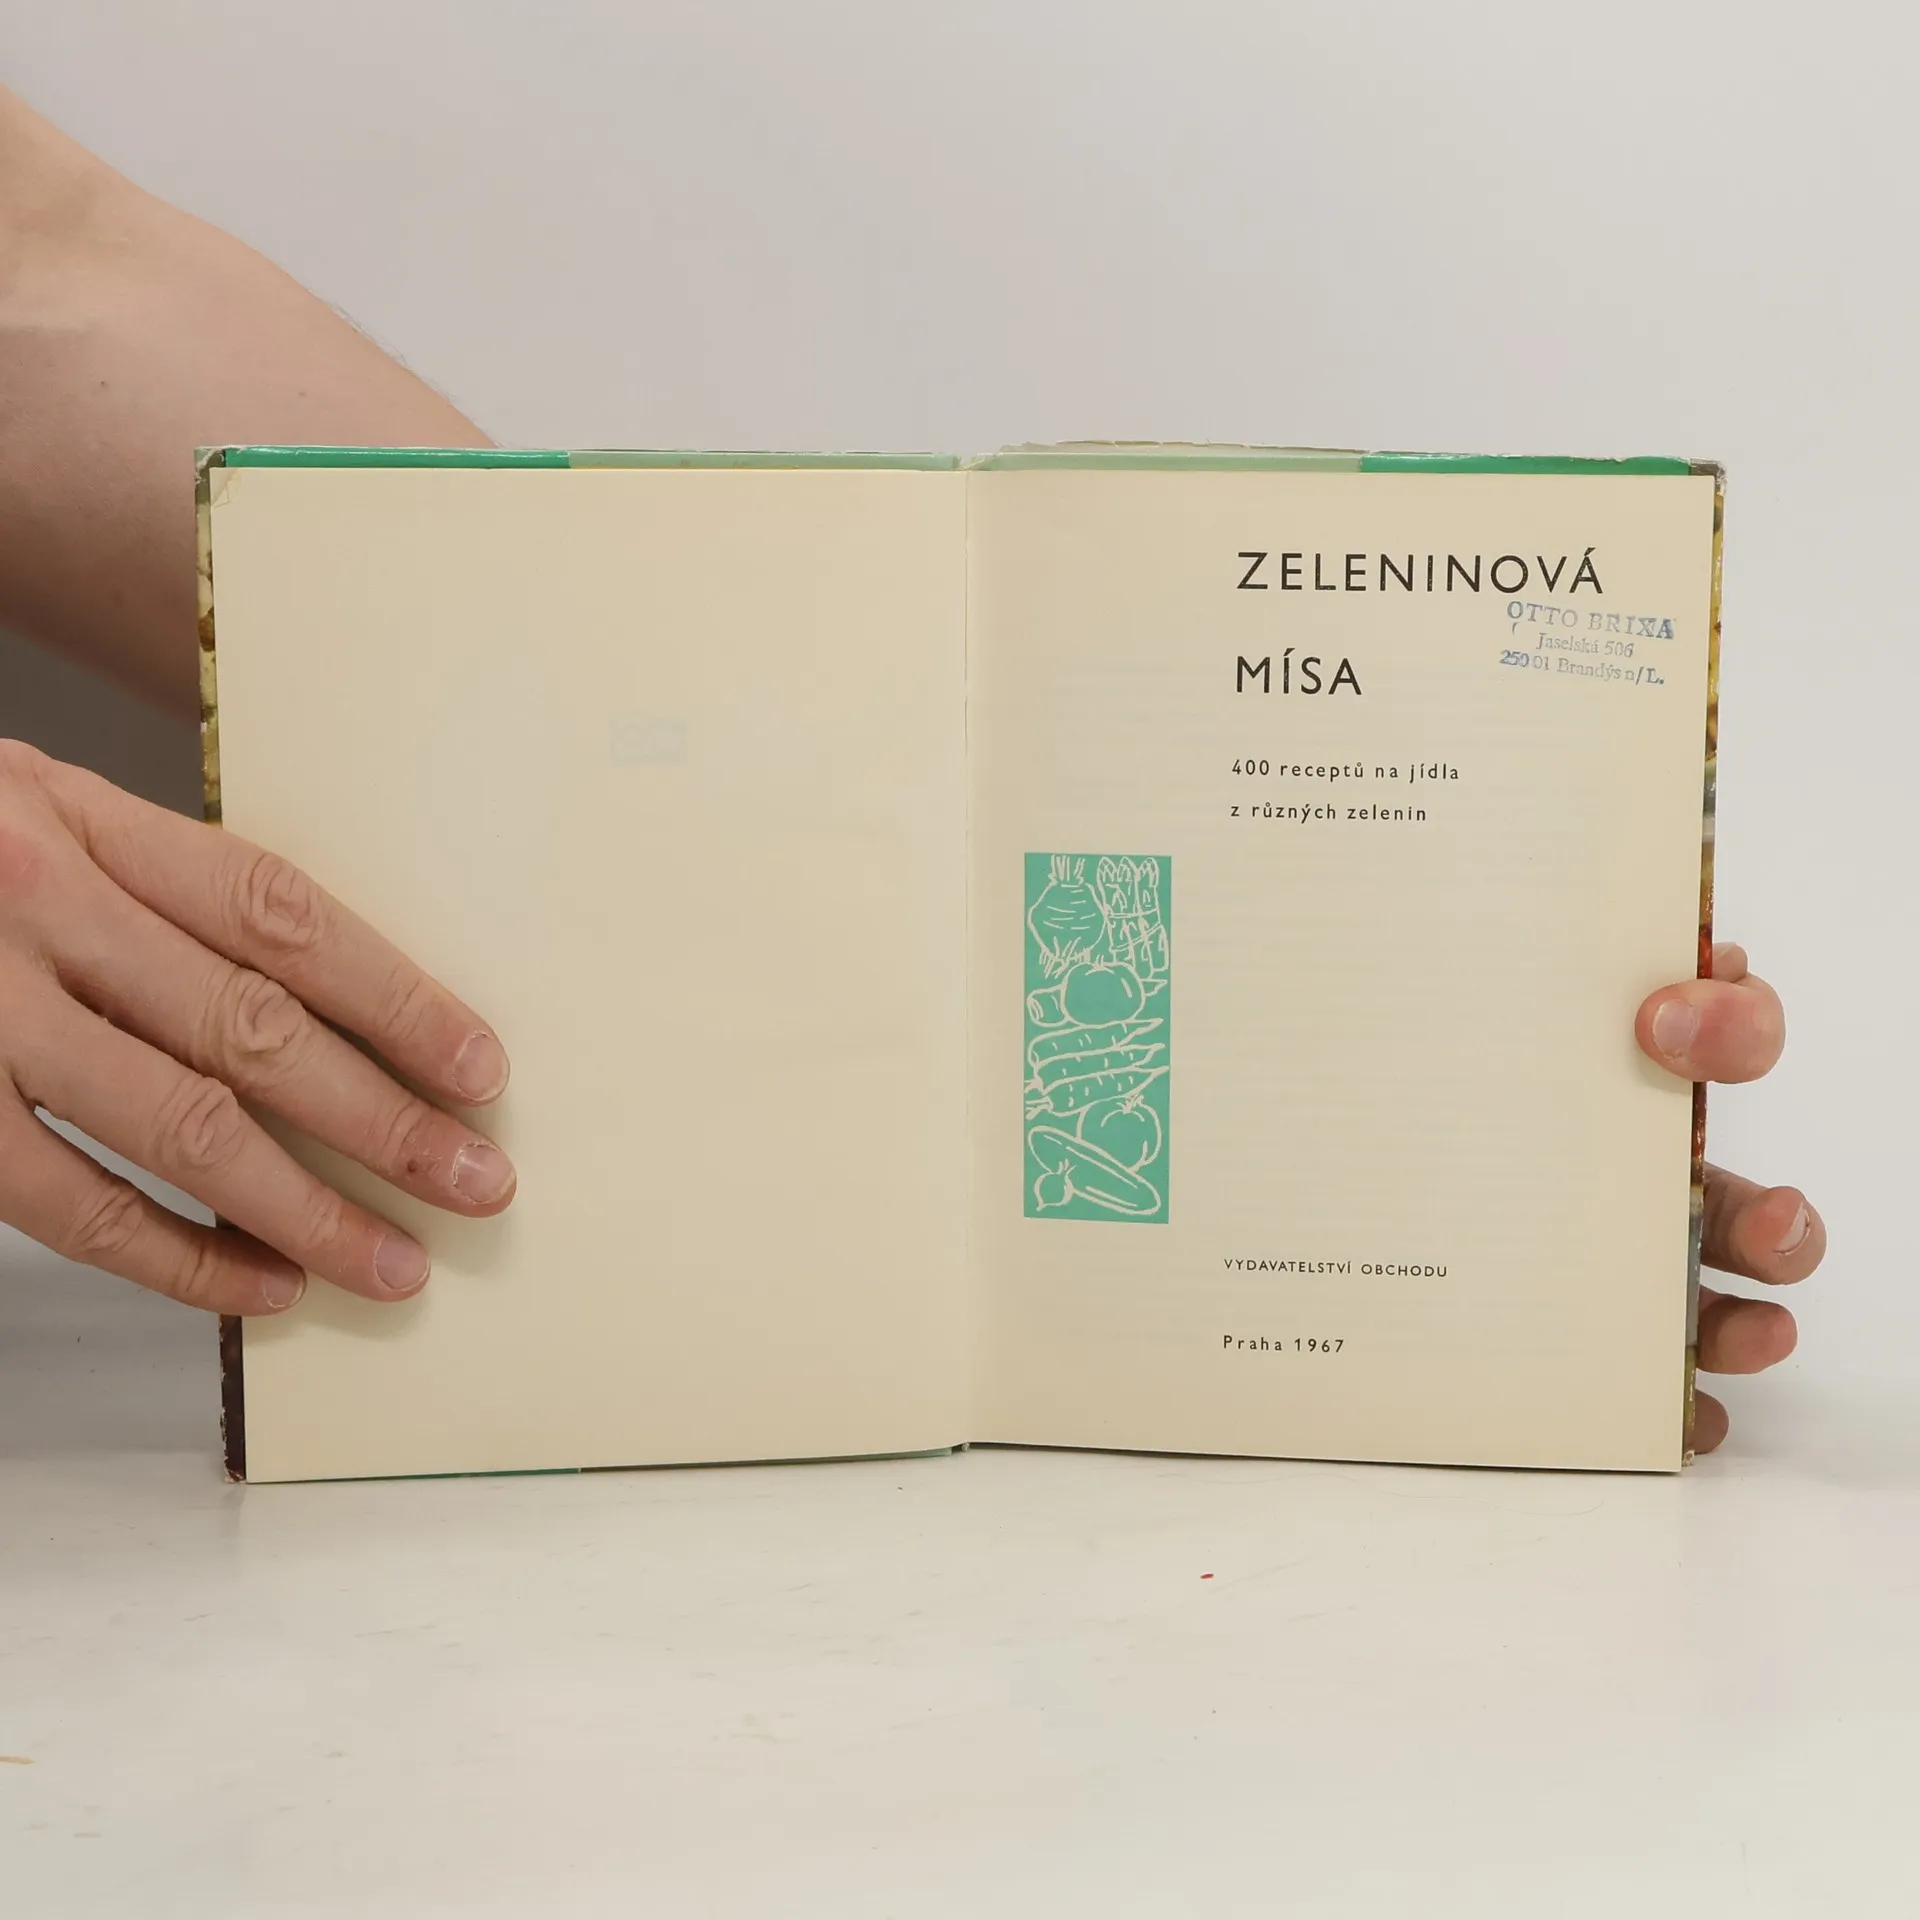 ZELENINOVÁ
OTTO BRIXA
Jaselská 506
250 01 Brandýs n/L.
MÍSA
400 receptů na jídla
z různých zelenin
VYDAVATELSTVÍ OBCHODU
Praha 1967